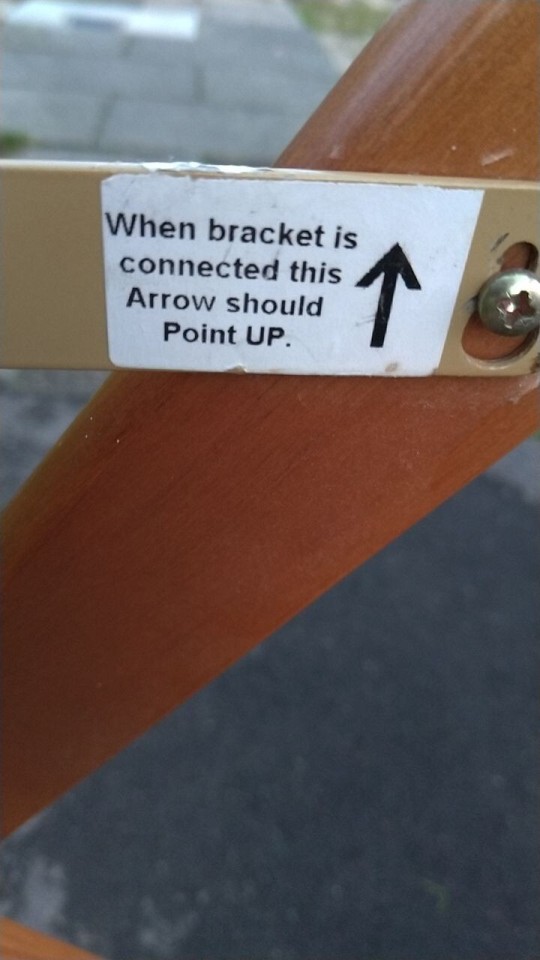 When bracket is
connected this
Arrow should
Point UP.